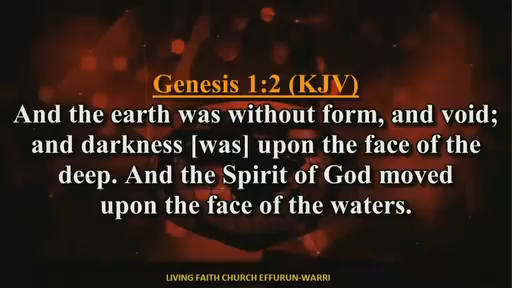 Genesis 1:2 (KJV)
And the earth was without form, and void;
and darkness [was] upon the face of the
deep. And the Spirit of God moved
upon the face of the waters.
LIVING FAITH CHURCH EFFURUN-WARRI